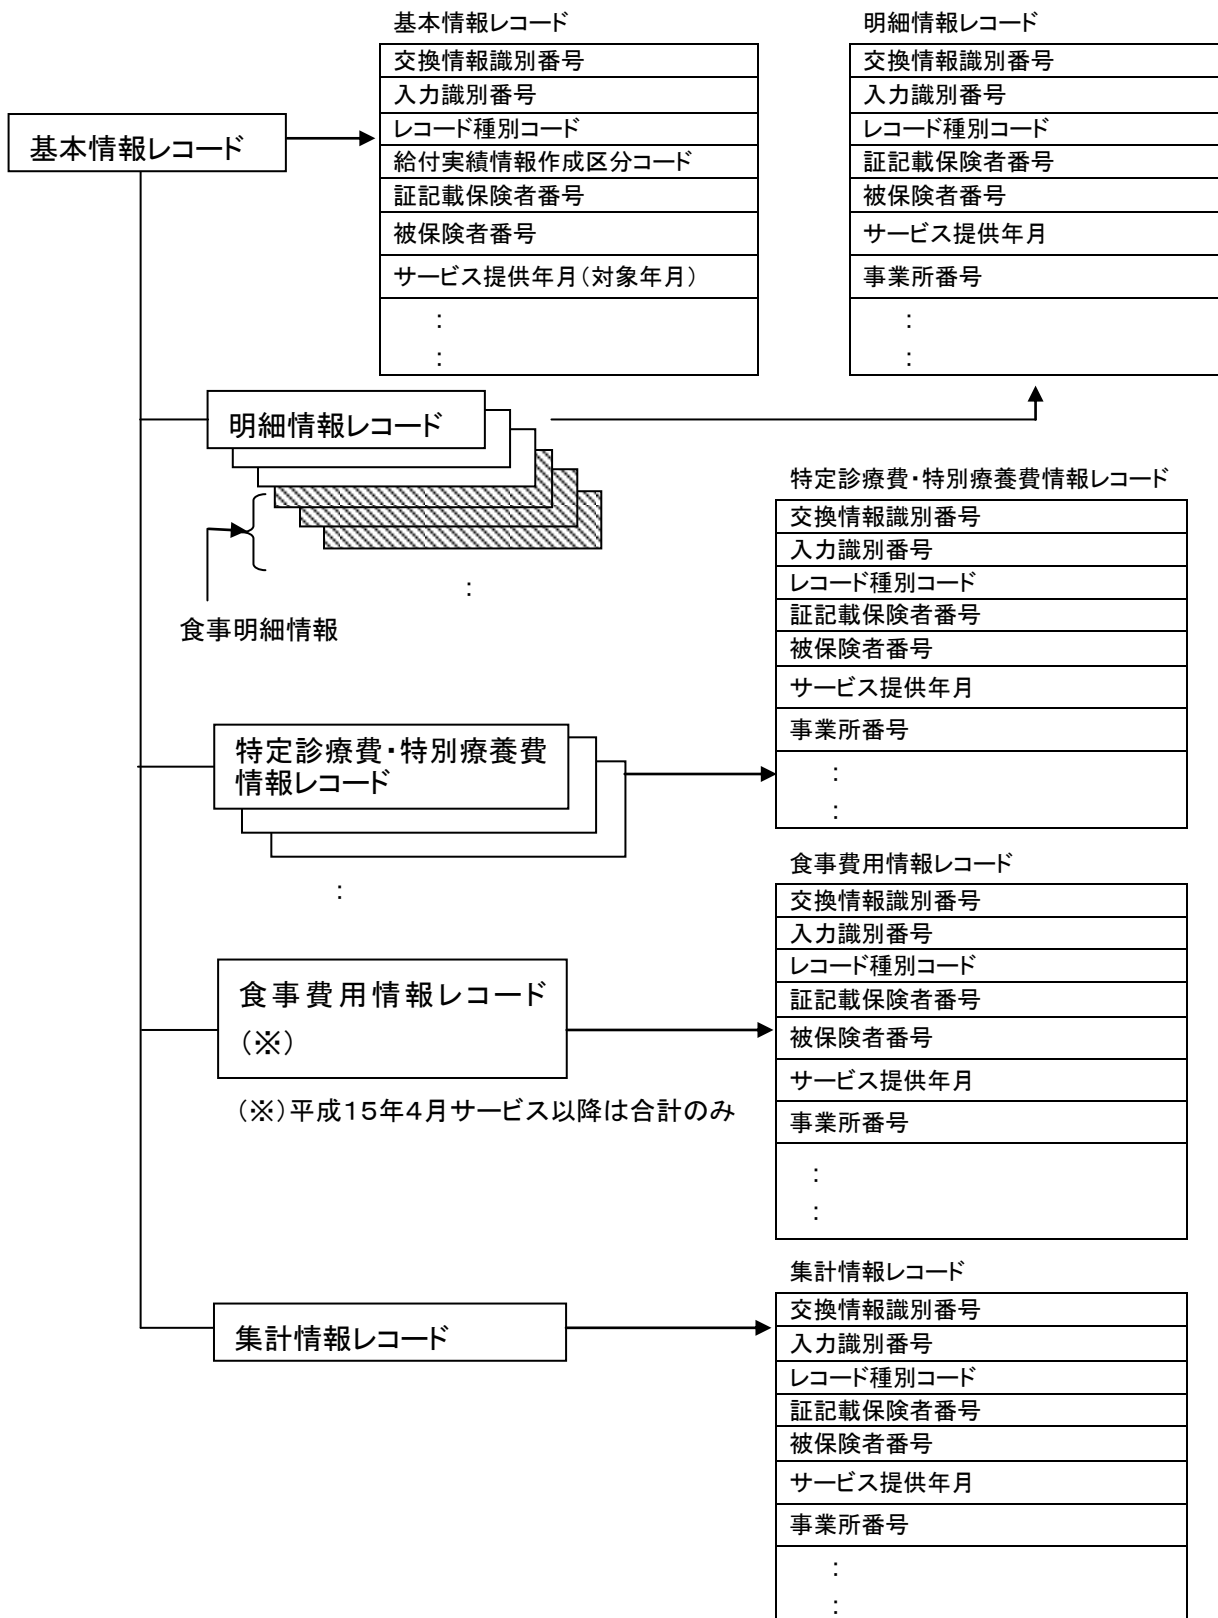 基本情報レコード
交換情報識別番号
入力識別番号
レコード種別コード
給付実績情報作成区分コード
証記載保険者番号
被保険者番号
サービス提供年月(対象年月)
:
:
明細情報レコード
交換情報識別番号
入力識別番号
レコード種別コード
証記載保険者番号
被保険者番号
サービス提供年月
事業所番号
:
:
基本情報レコード
明細情報レコード
:
食事明細情報
特定診療費・特別療養費情報レコード
交換情報識別番号
入力識別番号
レコード種別コード
証記載保険者番号
被保険者番号
サービス提供年月
事業所番号
:
:
特定診療費・特別療養費
情報レコード
:
食事費用情報レコード
交換情報識別番号
入力識別番号
レコード種別コード
証記載保険者番号
被保険者番号
サービス提供年月
事業所番号
:
:
食事費用情報レコード
(※)
(※)平成15年4月サービス以降は合計のみ
集計情報レコード
交換情報識別番号
入力識別番号
レコード種別コード
証記載保険者番号
被保険者番号
サービス提供年月
事業所番号
:
:
集計情報レコード